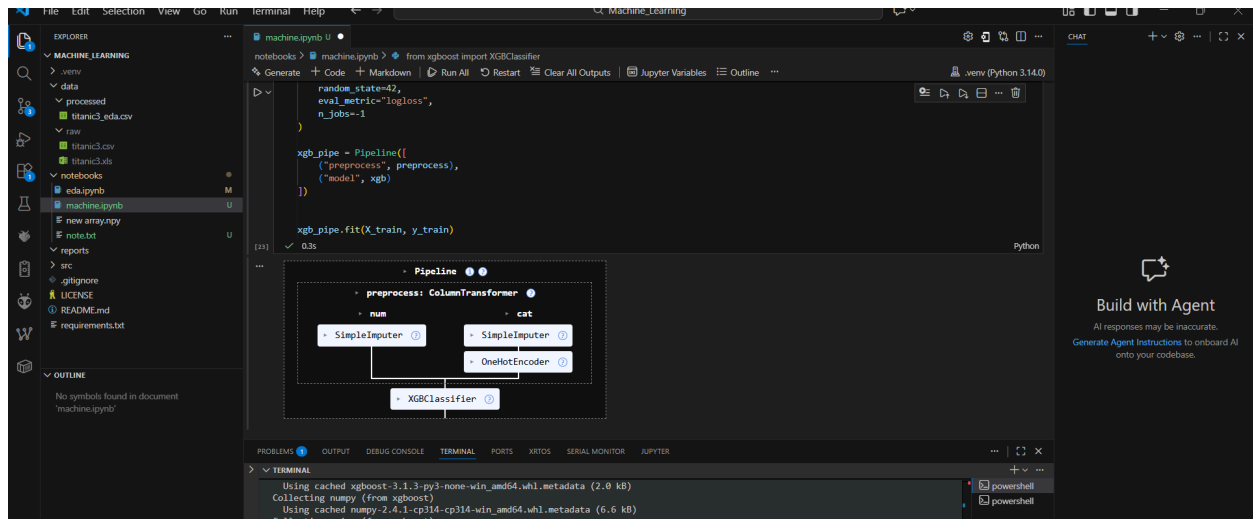 File Edit Selection View Go Run Terminal Help
Machine_Learning
EXPLORER
MACHINE_LEARNING
.venv
data
processed
titanic3_eda.csv
raw
titanic3.csv
titanic3.xls
notebooks
eda.ipynb M
machine.ipynb U
new array.npy
note.txt U
reports
src
.gitignore
LICENSE
README.md
requirements.txt
OUTLINE
No symbols found in document
'machine.ipynb'
machine.ipynb U
notebooks > machine.ipynb > from xgboost import XGBClassifier
Generate + Code + Markdown | Run All Restart Clear All Outputs | Jupyter Variables Outline ...
.venv (Python 3.14.0)
random_state=42,
eval_metric="logloss",
n_jobs=-1
)
xgb_pipe = Pipeline([
("preprocess", preprocess),
("model", xgb)
])
xgb_pipe.fit(X_train, y_train)
[23] 0.3s Python
Pipeline
preprocess: ColumnTransformer
num cat
SimpleImputer SimpleImputer
OneHotEncoder
XGBClassifier
PROBLEMS 1 OUTPUT DEBUG CONSOLE TERMINAL PORTS XRTOS SERIAL MONITOR JUPYTER
TERMINAL
Using cached xgboost-3.1.3-py3-none-win_amd64.whl.metadata (2.0 kB)
Collecting numpy (from xgboost)
Using cached numpy-2.4.1-cp314-cp314-win_amd64.whl.metadata (6.6 kB)
powershell
powershell
CHAT
Build with Agent
AI responses may be inaccurate.
Generate Agent Instructions to onboard AI
onto your codebase.